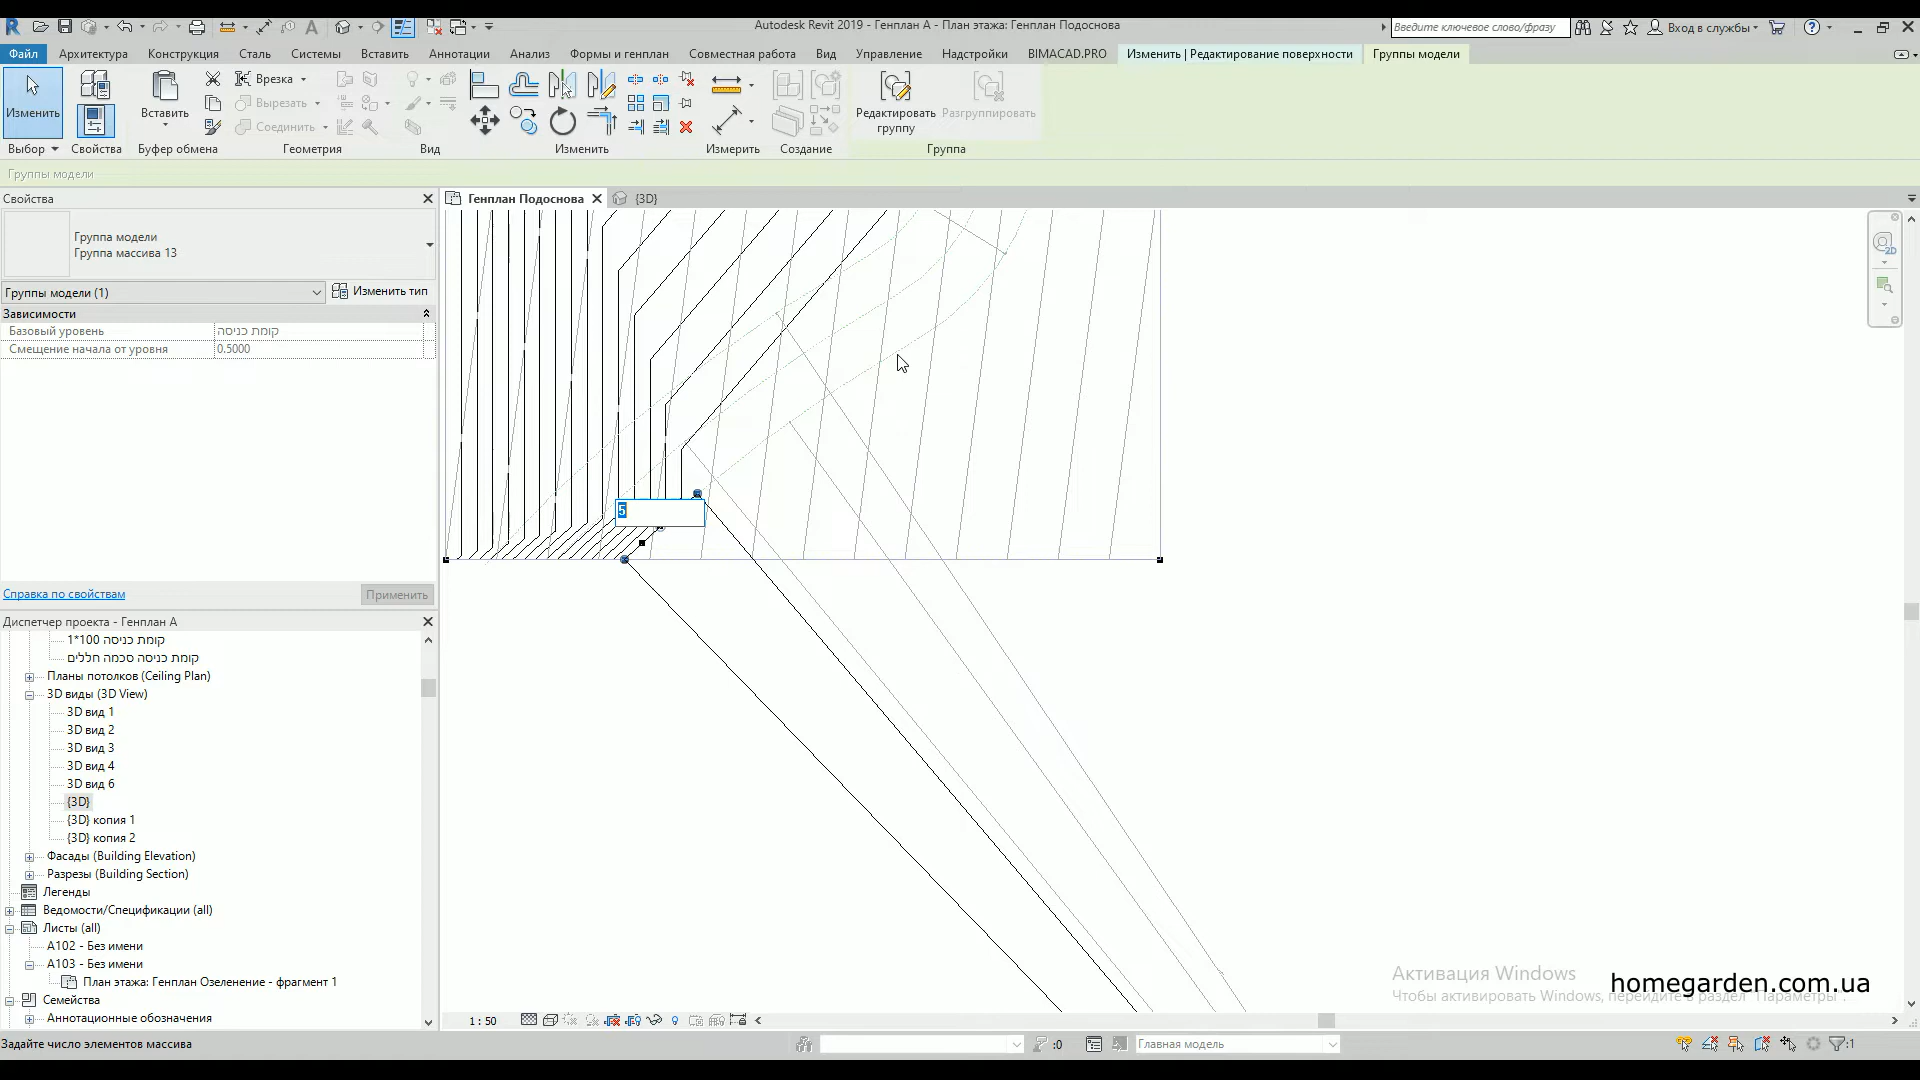 Autodesk Revit 2019 - Генплан А - План этажа: Генплан Подоснова
Введите ключевое слово/фразу
Вход в службы
Файл
Архитектура
Конструкция
Сталь
Системы
Вставить
Аннотации
Анализ
Формы и генплан
Совместная работа
Вид
Управление
Надстройки
BIMACAD.PRO
Изменить | Редактирование поверхности
Группы модели
Изменить
Вставить
Врезка
Вырезать
Соединить
Редактировать
группу
Разгруппировать
Выбор
Свойства
Буфер обмена
Геометрия
Вид
Изменить
Измерить
Создание
Группа
Группы модели
Свойства
Генплан Подоснова
{3D}
Группа модели
Группа массива 13
Группы модели (1)
Изменить тип
Зависимости
Базовый уровень
קומת כניסה
Смещение начала от уровня
0.5000
5
Справка по свойствам
Применить
Диспетчер проекта - Генплан А
קומת כניסה 100*1
קומת כניסה סכמה חללים
Планы потолков (Ceiling Plan)
3D виды (3D View)
3D вид 1
3D вид 2
3D вид 3
3D вид 4
3D вид 6
{3D}
{3D} копия 1
{3D} копия 2
Фасады (Building Elevation)
Разрезы (Building Section)
Легенды
Ведомости/Спецификации (all)
Листы (all)
A102 - Без имени
A103 - Без имени
План этажа: Генплан Озеленение - фрагмент 1
Семейства
Аннотационные обозначения
Активация Windows
Чтобы активировать Windows, перейдите в раздел "Параметры".
homegarden.com.ua
1 : 50
Задайте число элементов массива
:0
Главная модель
:1